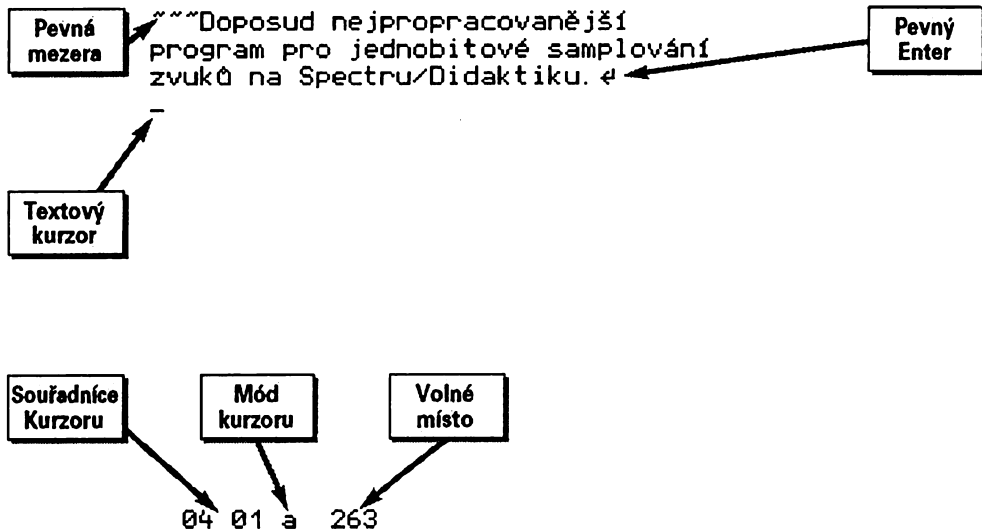 Pevná
mezera
~~~Doposud nejpropracovanější
program pro jednobitové samplování
zvuků na Spectru/Didaktiku. ↵
_
Pevný
Enter
Textový
kurzor
Souřadnice
Kurzoru
Mód
kurzoru
Volné
místo
04 01 a 263